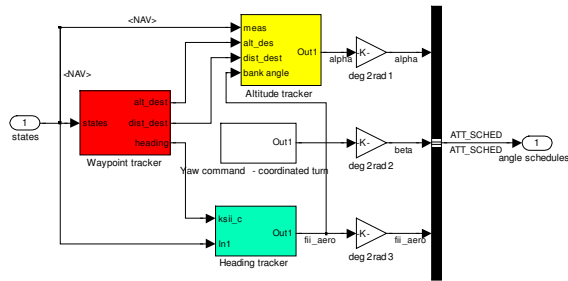 <NAV>
meas
alt_des
dist_dest
bank angle
Out1
Altitude tracker
alpha
-K-
deg 2 rad 1
alpha
<NAV>
1
states
states
alt_dest
dist_dest
heading
Waypoint tracker
Out1
Yaw command - coordinated turn
-K-
deg 2 rad 2
beta
ATT_SCHED
ATT_SCHED
1
angle schedules
ksii_c
In1
Out1
Heading tracker
fii_aero
-K-
deg 2 rad 3
fii_aero